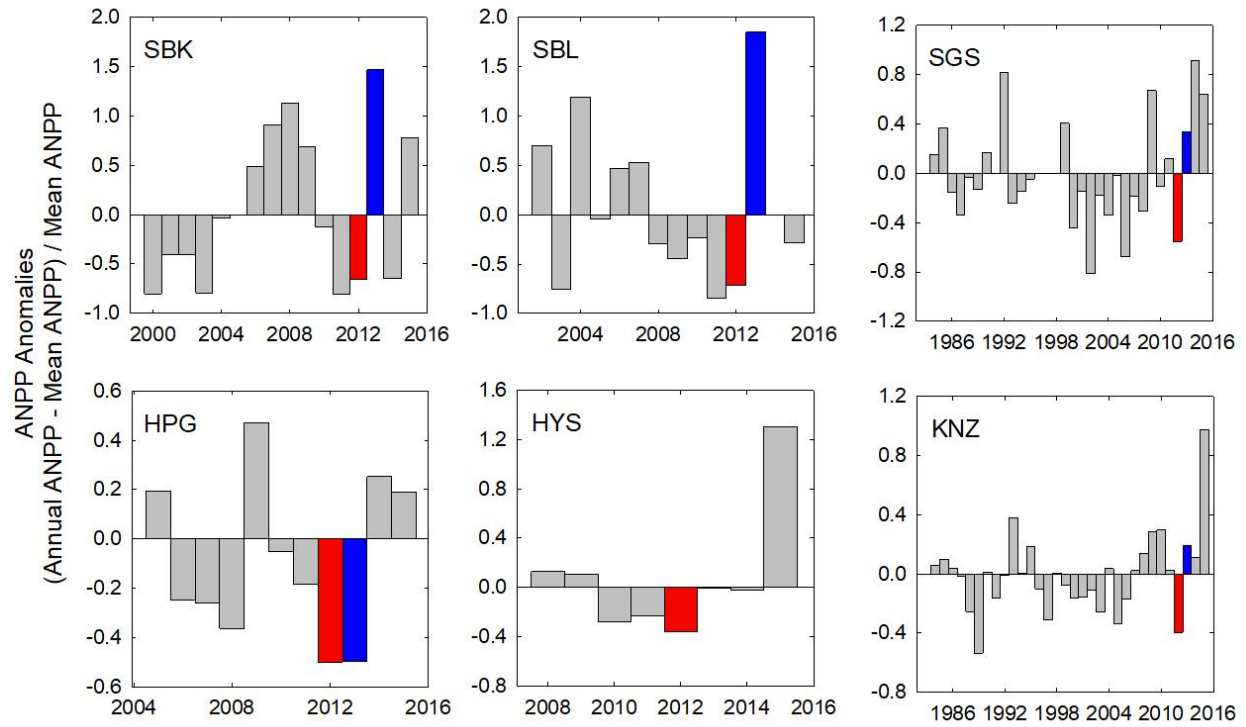 ANPP Anomalies
(Annual ANPP - Mean ANPP) / Mean ANPP
SBK
2.0
1.5
1.0
0.5
0.0
-0.5
-1.0
2000 2004 2008 2012 2016
SBL
2.0
1.5
1.0
0.5
0.0
-0.5
-1.0
2004 2008 2012 2016
SGS
1.2
0.8
0.4
0.0
-0.4
-0.8
-1.2
1986 1992 1998 2004 2010 2016
HPG
0.6
0.4
0.2
0.0
-0.2
-0.4
-0.6
2004 2008 2012 2016
HYS
1.6
1.2
0.8
0.4
0.0
-0.4
-0.8
2008 2010 2012 2014 2016
KNZ
1.2
0.8
0.4
0.0
-0.4
-0.8
1986 1992 1998 2004 2010 2016